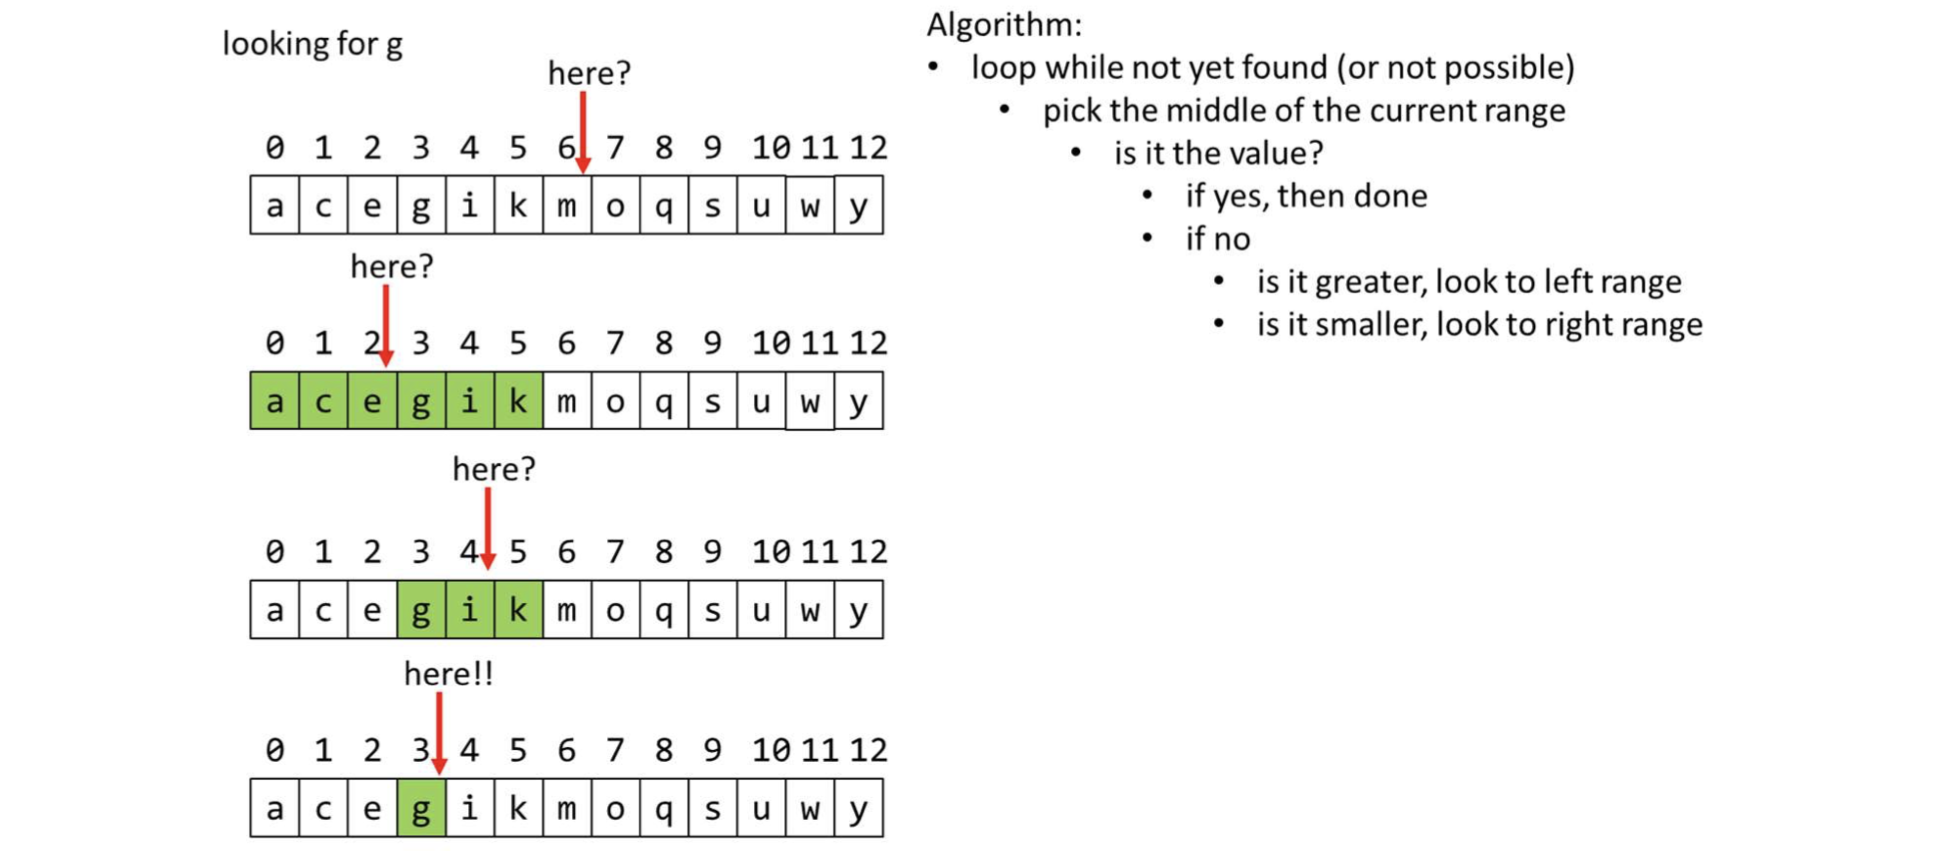 looking for g
here?
0 1 2 3 4 5 6 7 8 9 10 11 12
a c e g i k m o q s u w y
here?
0 1 2 3 4 5 6 7 8 9 10 11 12
a c e g i k m o q s u w y
here?
0 1 2 3 4 5 6 7 8 9 10 11 12
a c e g i k m o q s u w y
here!!
0 1 2 3 4 5 6 7 8 9 10 11 12
a c e g i k m o q s u w y
Algorithm:
• loop while not yet found (or not possible)
• pick the middle of the current range
• is it the value?
• if yes, then done
• if no
• is it greater, look to left range
• is it smaller, look to right range